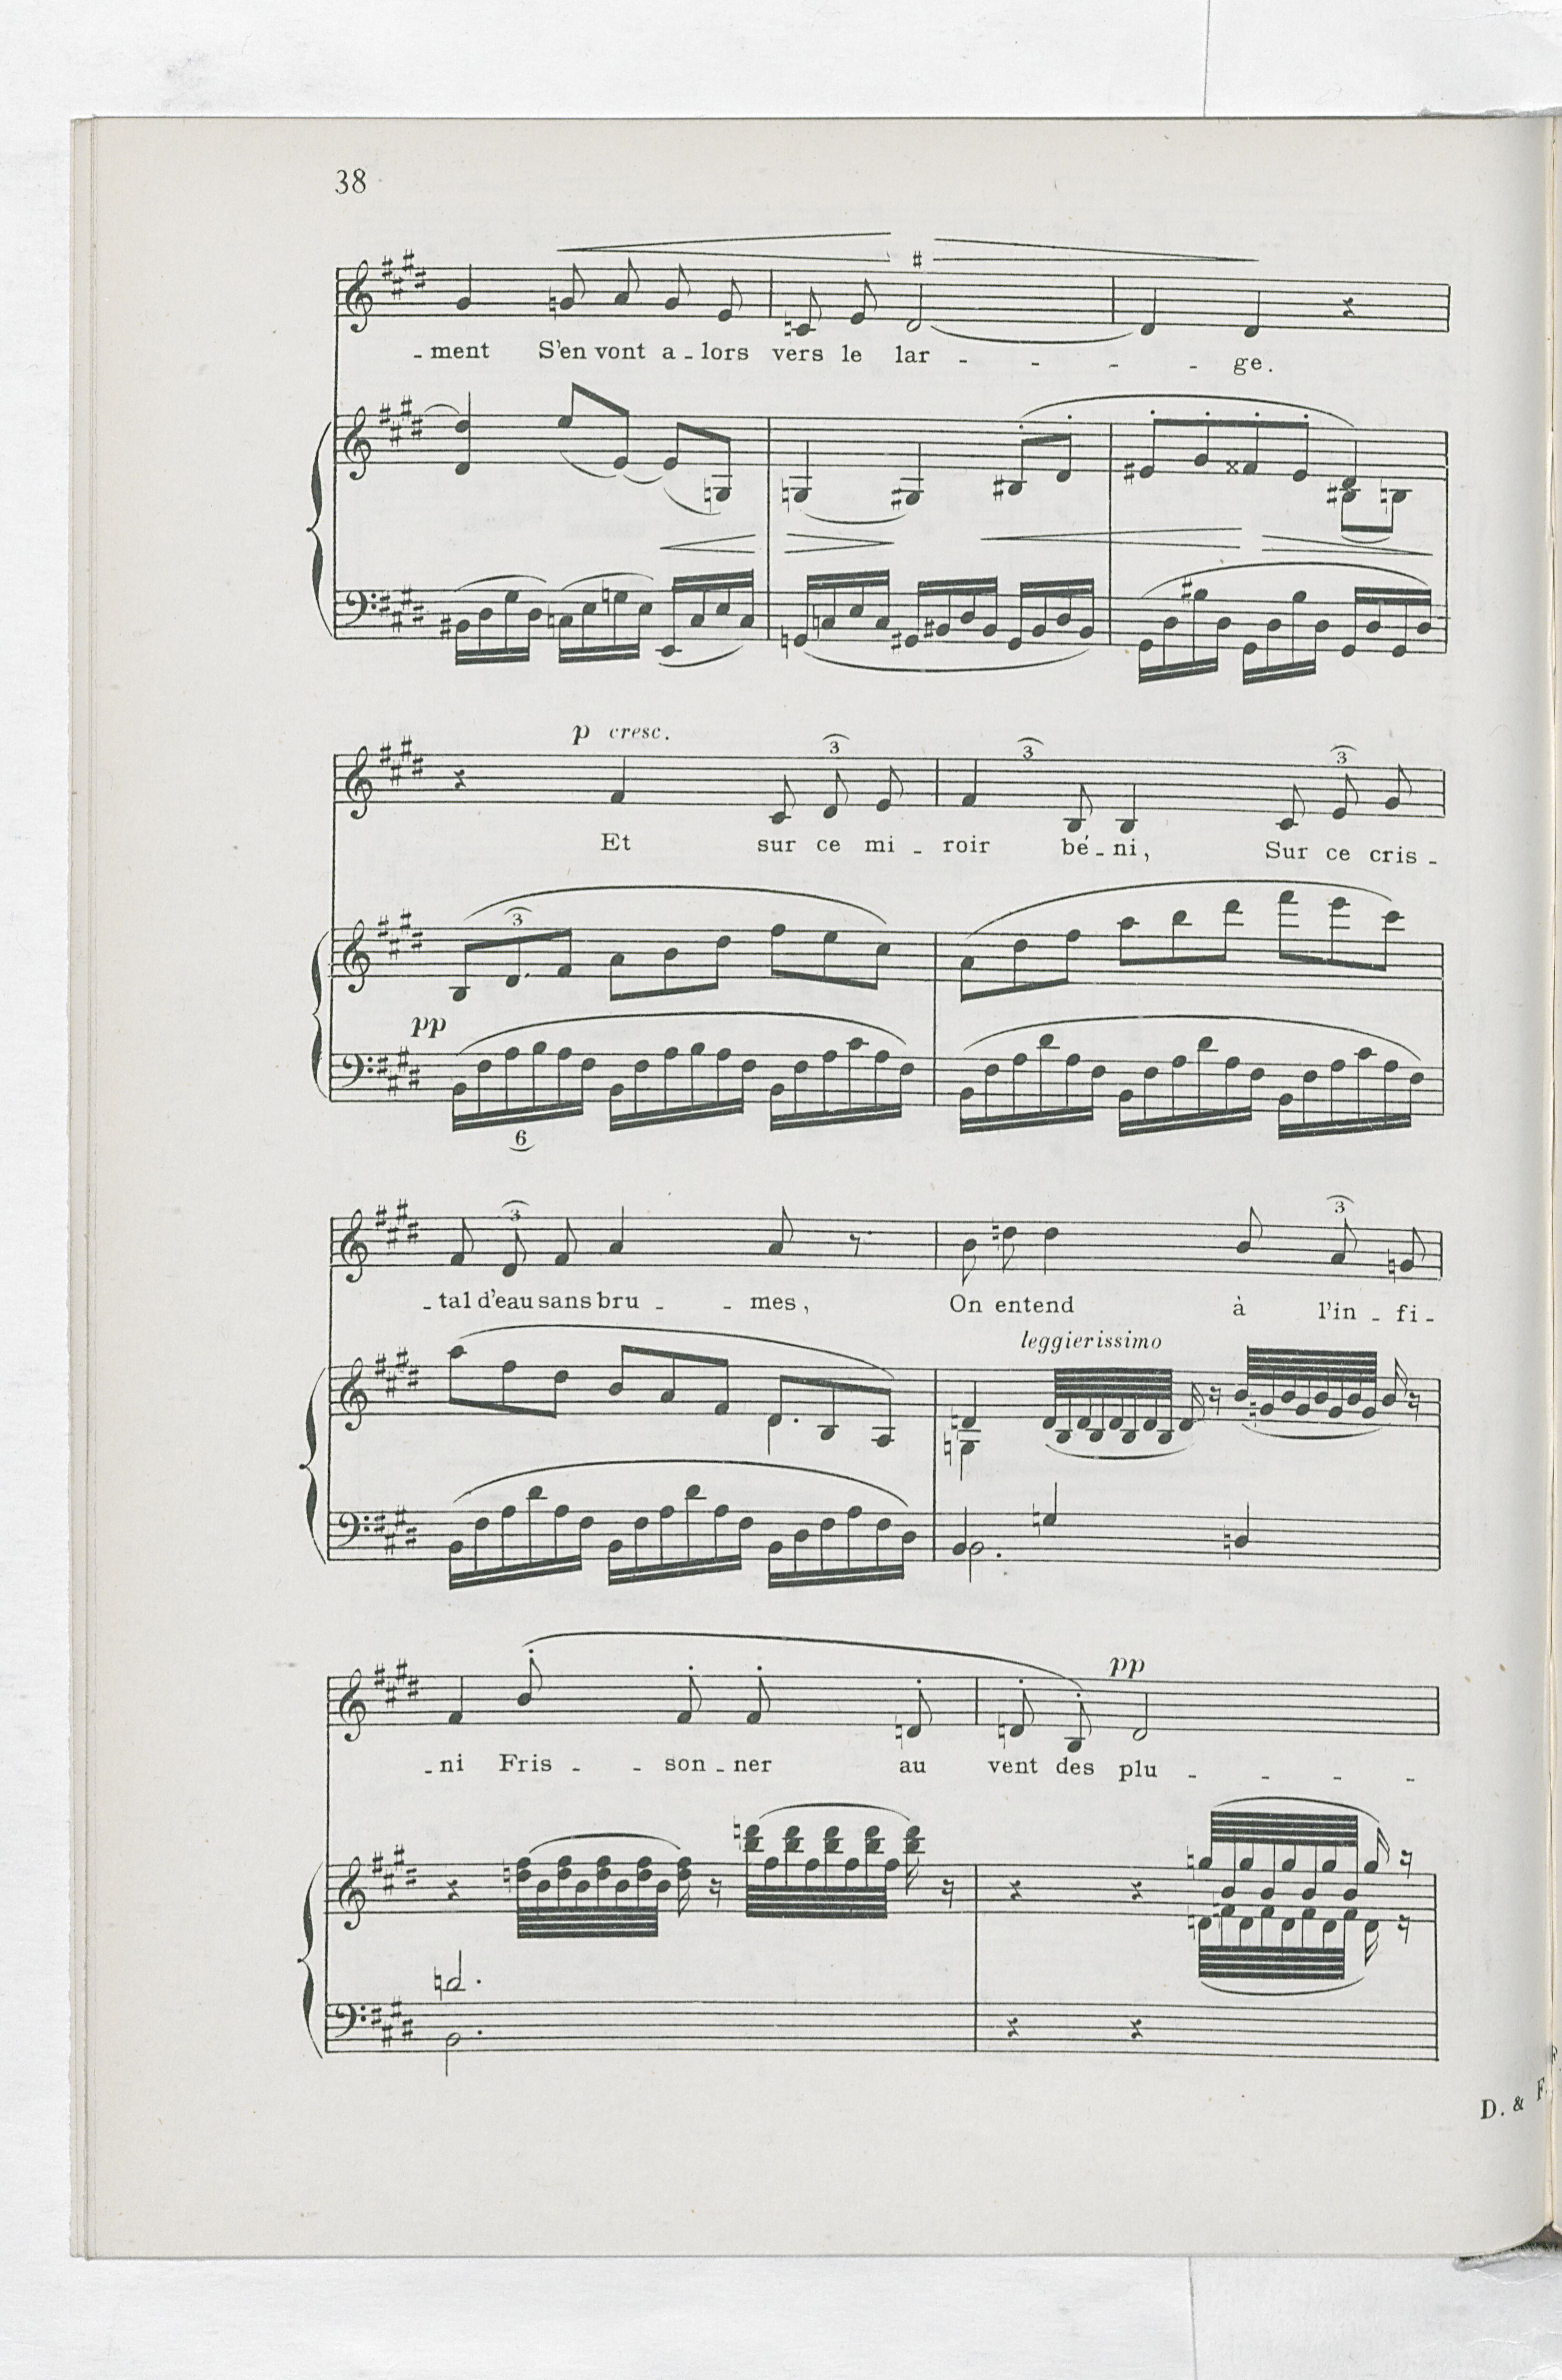 38
- ment S'en vont a - lors vers le lar - - - - ge.
p cresc.
3 3 3
Et sur ce mi - roir bé - ni, Sur ce cris -
3
pp
6
3 3
- tal d'eau sans bru - - mes, On entend à l'in - fi -
leggierissimo
pp
- ni Fris - - son - ner au vent des plu - - - -
D. & F.